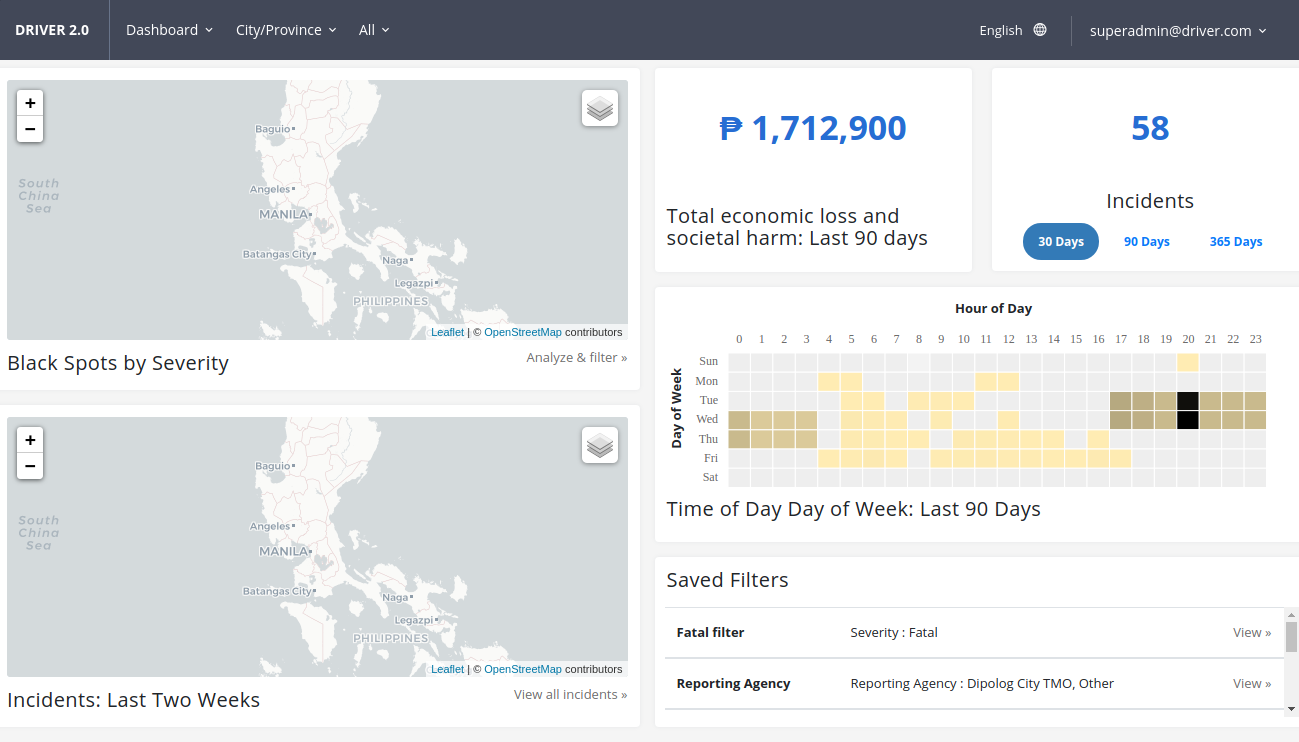 DRIVER 2.0
Dashboard
City/Province
All
English
superadmin@driver.com
+
−
Baguio
South
China
Sea
Angeles
MANILA
Batangas City
Naga
Legazpi
PHILIPPINES
Leaflet | © OpenStreetMap contributors
Black Spots by Severity
Analyze & filter »
₱ 1,712,900
Total economic loss and
societal harm: Last 90 days
58
Incidents
30 Days 90 Days 365 Days
Hour of Day
0 1 2 3 4 5 6 7 8 9 10 11 12 13 14 15 16 17 18 19 20 21 22 23
Day of Week
Sun
Mon
Tue
Wed
Thu
Fri
Sat
Time of Day Day of Week: Last 90 Days
+
−
Baguio
South
China
Sea
Angeles
MANILA
Batangas City
Naga
Legazpi
PHILIPPINES
Leaflet | © OpenStreetMap contributors
Incidents: Last Two Weeks
View all incidents »
Saved Filters
Fatal filter Severity : Fatal View »
Reporting Agency Reporting Agency : Dipolog City TMO, Other View »